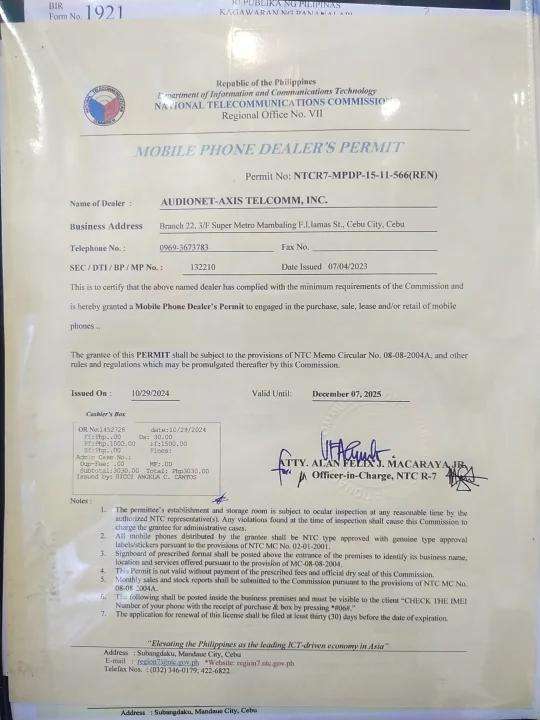 BIR
Form No. 1921
REPUBLIKA NG PILIPINAS
KAGAWARAN NG PANANALAPI
Republic of the Philippines
Department of Information and Communications Technology
NATIONAL TELECOMMUNICATIONS COMMISSION
Regional Office No. VII
MOBILE PHONE DEALER'S PERMIT
Permit No: NTCR7-MPDP-15-11-566(REN)
Name of Dealer : AUDIONET-AXIS TELCOMM, INC.
Business Address Branch 22, 3/F Super Metro Mambaling F.Llamas St., Cebu City, Cebu
Telephone No. : 0969-3673783 Fax No.
SEC / DTI / BP / MP No. : 132210 Date Issued 07/04/2023
This is to certify that the above named dealer has complied with the minimum requirements of the Commission and
is hereby granted a Mobile Phone Dealer's Permit to engaged in the purchase, sale, lease and/or retail of mobile
phones ..
The grantee of this PERMIT shall be subject to the provisions of NTC Memo Circular No. 08-08-2004A, and other
rules and regulations which may be promulgated thereafter by this Commission.
Issued On : 10/29/2024 Valid Until: December 07, 2025
Cashier's Box
OR No:1452326 date:10/29/2024
FF:Php.,00 Ds: 30.00
PF:Php.1500.00 if:1500.00
SF:Php. Fines:
Admin Case No.:
Dup-Fee: .00 MF:.00
Subtotal:3030.00 Total: Php3030.00
Issued by: RICCI ANGELA C. CANTOS
ATTY. ALAN FELIX J. MACARAYA, JR.
for Officer-in-Charge, NTC R-7
Notes :
1. The permittee's establishment and storage room is subject to ocular inspection at any reasonable time by the
authorized NTC representative(s). Any violations found at the time of inspection shall cause this Commission to
charge the grantee for administrative cases.
2. All mobile phones distributed by the grantee shall be NTC type approved with genuine type approval
labels/stickers pursuant to the provisions of NTC MC No. 02-01-2001.
3. Signboard of prescribed format shall be posted above the entrance of the premises to identify its business name,
location and services offered pursuant to the provision of MC-08-08-2004.
4. This Permit is not valid without payment of the prescribed fees and official dry seal of this Commission.
5. Monthly sales and stock reports shall be submitted to the Commission pursuant to the provisions of NTC MC No.
08-08-2004A.
6. The following shall be posted inside the business premises and must be visible to the client "CHECK THE IMEI
Number of your phone with the receipt of purchase & box by pressing *#06#."
7. The application for renewal of this license shall be filed at least thirty (30) days before the date of expiration.
"Elevating the Philippines as the leading ICT-driven economy in Asia"
Address : Subangdaku, Mandaue City, Cebu
E-mail : region7@ntc.gov.ph *Website: region7.ntc.gov.ph
Telefax Nos. : (032) 346-0179; 422-6822
Address : Subangdaku, Mandaue City, Cebu